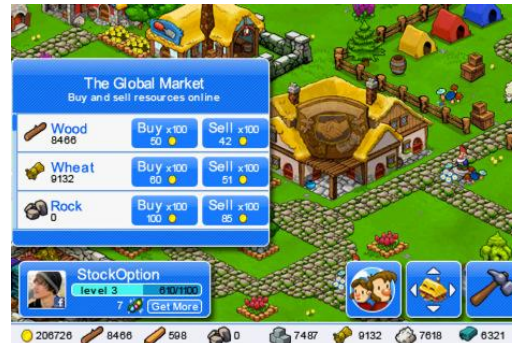 The Global Market
Buy and sell resources online
Wood
8466
Buy x100
50
Sell x100
42
Wheat
9132
Buy x100
60
Sell x100
51
Rock
0
Buy x100
100
Sell x100
85
StockOption
level 3 610/1100
7 Get More
206726 8466 598 0 7487 9132 7618 6321